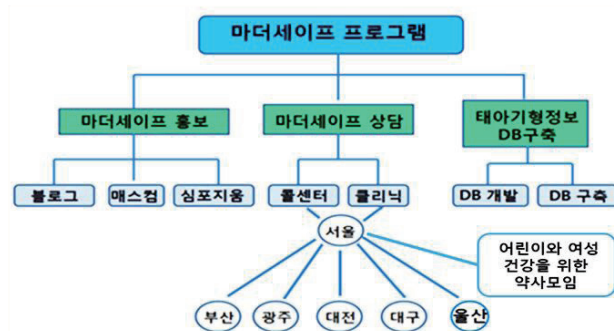 마더세이프 프로그램
마더세이프 홍보
마더세이프 상담
태아기형정보
DB구축
블로그
매스컴
심포지움
콜센터
클리닉
DB 개발
DB 구축
서울
어린이와 여성
건강을 위한
약사모임
부산
광주
대전
대구
울산